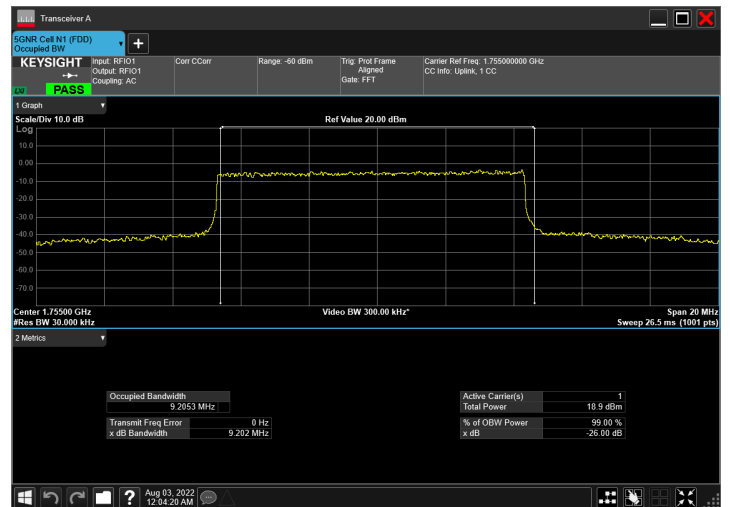 Transceiver A
5GNR Cell N1 (FDD)
Occupied BW
KEYSIGHT
LXI
PASS
Input: RFIO1
Output: RFIO1
Coupling: AC
Corr CCorr
Range: -60 dBm
Trig: Prot Frame
Aligned
Gate: FFT
Carrier Ref Freq: 1.755000000 GHz
CC Info: Uplink, 1 CC
1 Graph
Scale/Div 10.0 dB
Ref Value 20.00 dBm
Log
10.0
0.00
-10.0
-20.0
-30.0
-40.0
-50.0
-60.0
-70.0
Center 1.75500 GHz
Video BW 300.00 kHz*
Span 20 MHz
#Res BW 30.000 kHz
Sweep 26.5 ms (1001 pts)
2 Metrics
Occupied Bandwidth
9.2053 MHz
Transmit Freq Error 0 Hz
x dB Bandwidth 9.202 MHz
Active Carrier(s) 1
Total Power 18.9 dBm
% of OBW Power 99.00 %
x dB -26.00 dB
Aug 03, 2022
12:04:20 AM